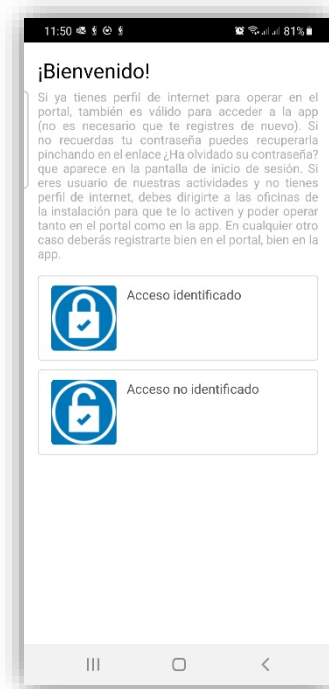 11:50 81%
¡Bienvenido!
Si ya tienes perfil de internet para operar en el
portal, también es válido para acceder a la app
(no es necesario que te registres de nuevo). Si
no recuerdas tu contraseña puedes recuperarla
pinchando en el enlace ¿Ha olvidado su contraseña?
que aparece en la pantalla de inicio de sesión. Si
eres usuario de nuestras actividades y no tienes
perfil de internet, debes dirigirte a las oficinas de
la instalación para que te lo activen y poder operar
tanto en el portal como en la app. En cualquier otro
caso deberás registrarte bien en el portal, bien en la
app.
Acceso identificado
Acceso no identificado